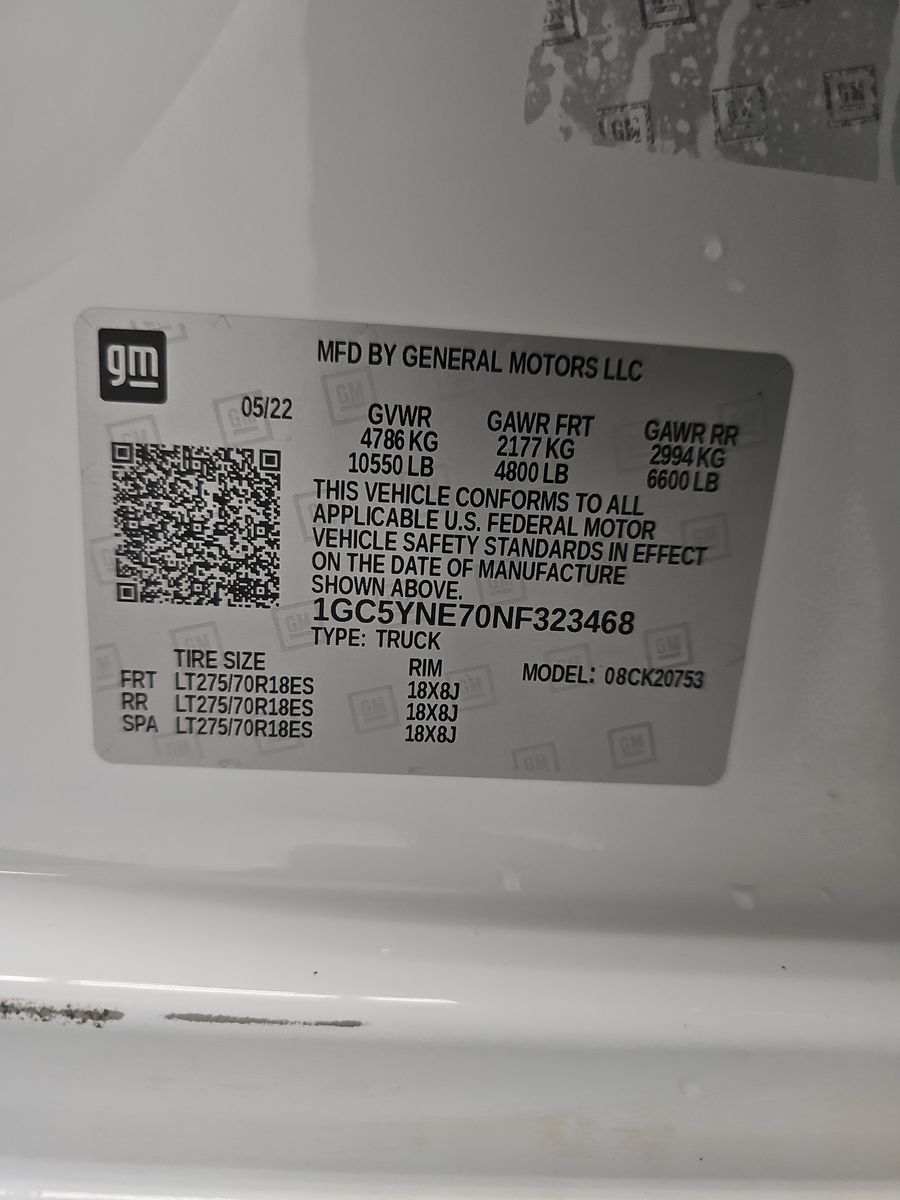 gm
MFD BY GENERAL MOTORS LLC
05/22 GVWR GAWR FRT GAWR RR
4786 KG 2177 KG 2994 KG
10550 LB 4800 LB 6600 LB
THIS VEHICLE CONFORMS TO ALL
APPLICABLE U.S. FEDERAL MOTOR
VEHICLE SAFETY STANDARDS IN EFFECT
ON THE DATE OF MANUFACTURE
SHOWN ABOVE.
1GC5YNE70NF323468
TYPE: TRUCK
TIRE SIZE RIM MODEL: 08CK20753
FRT LT275/70R18ES 18X8J
RR LT275/70R18ES 18X8J
SPA LT275/70R18ES 18X8J